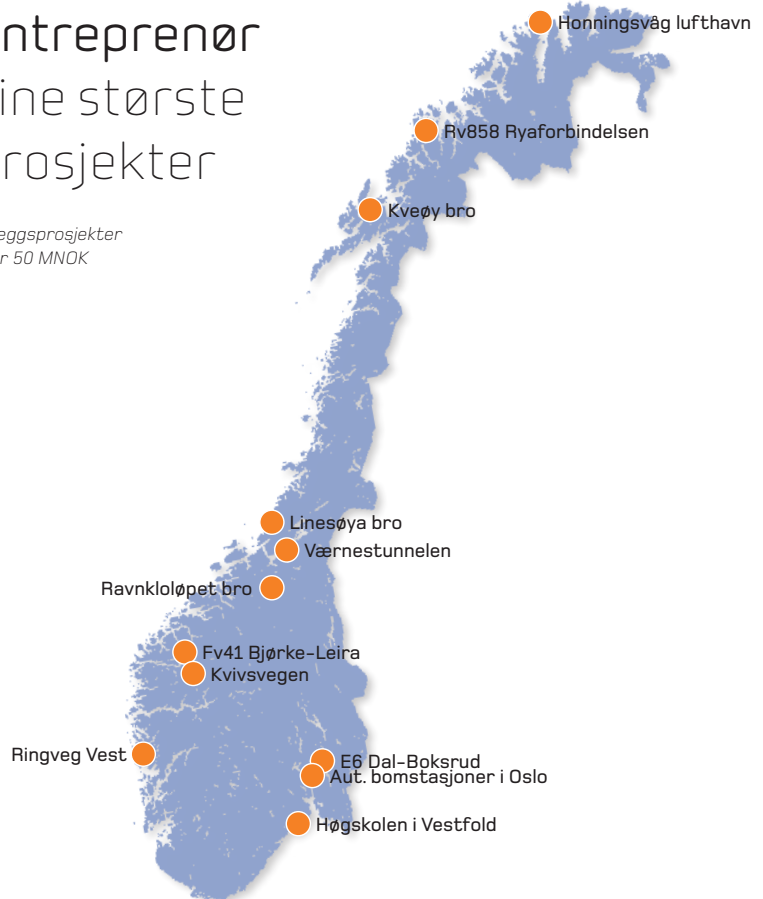 ntreprenør
ine største
rosjekter
eggsprosjekter
r 50 MNOK
Honningsvåg lufthavn
Rv858 Ryaforbindelsen
Kveøy bro
Linesøya bro
Værnestunnelen
Ravnkloløpet bro
Fv41 Bjørke-Leira
Kvivsvegen
Ringveg Vest
E6 Dal-Boksrud
Aut. bomstasjoner i Oslo
Høgskolen i Vestfold